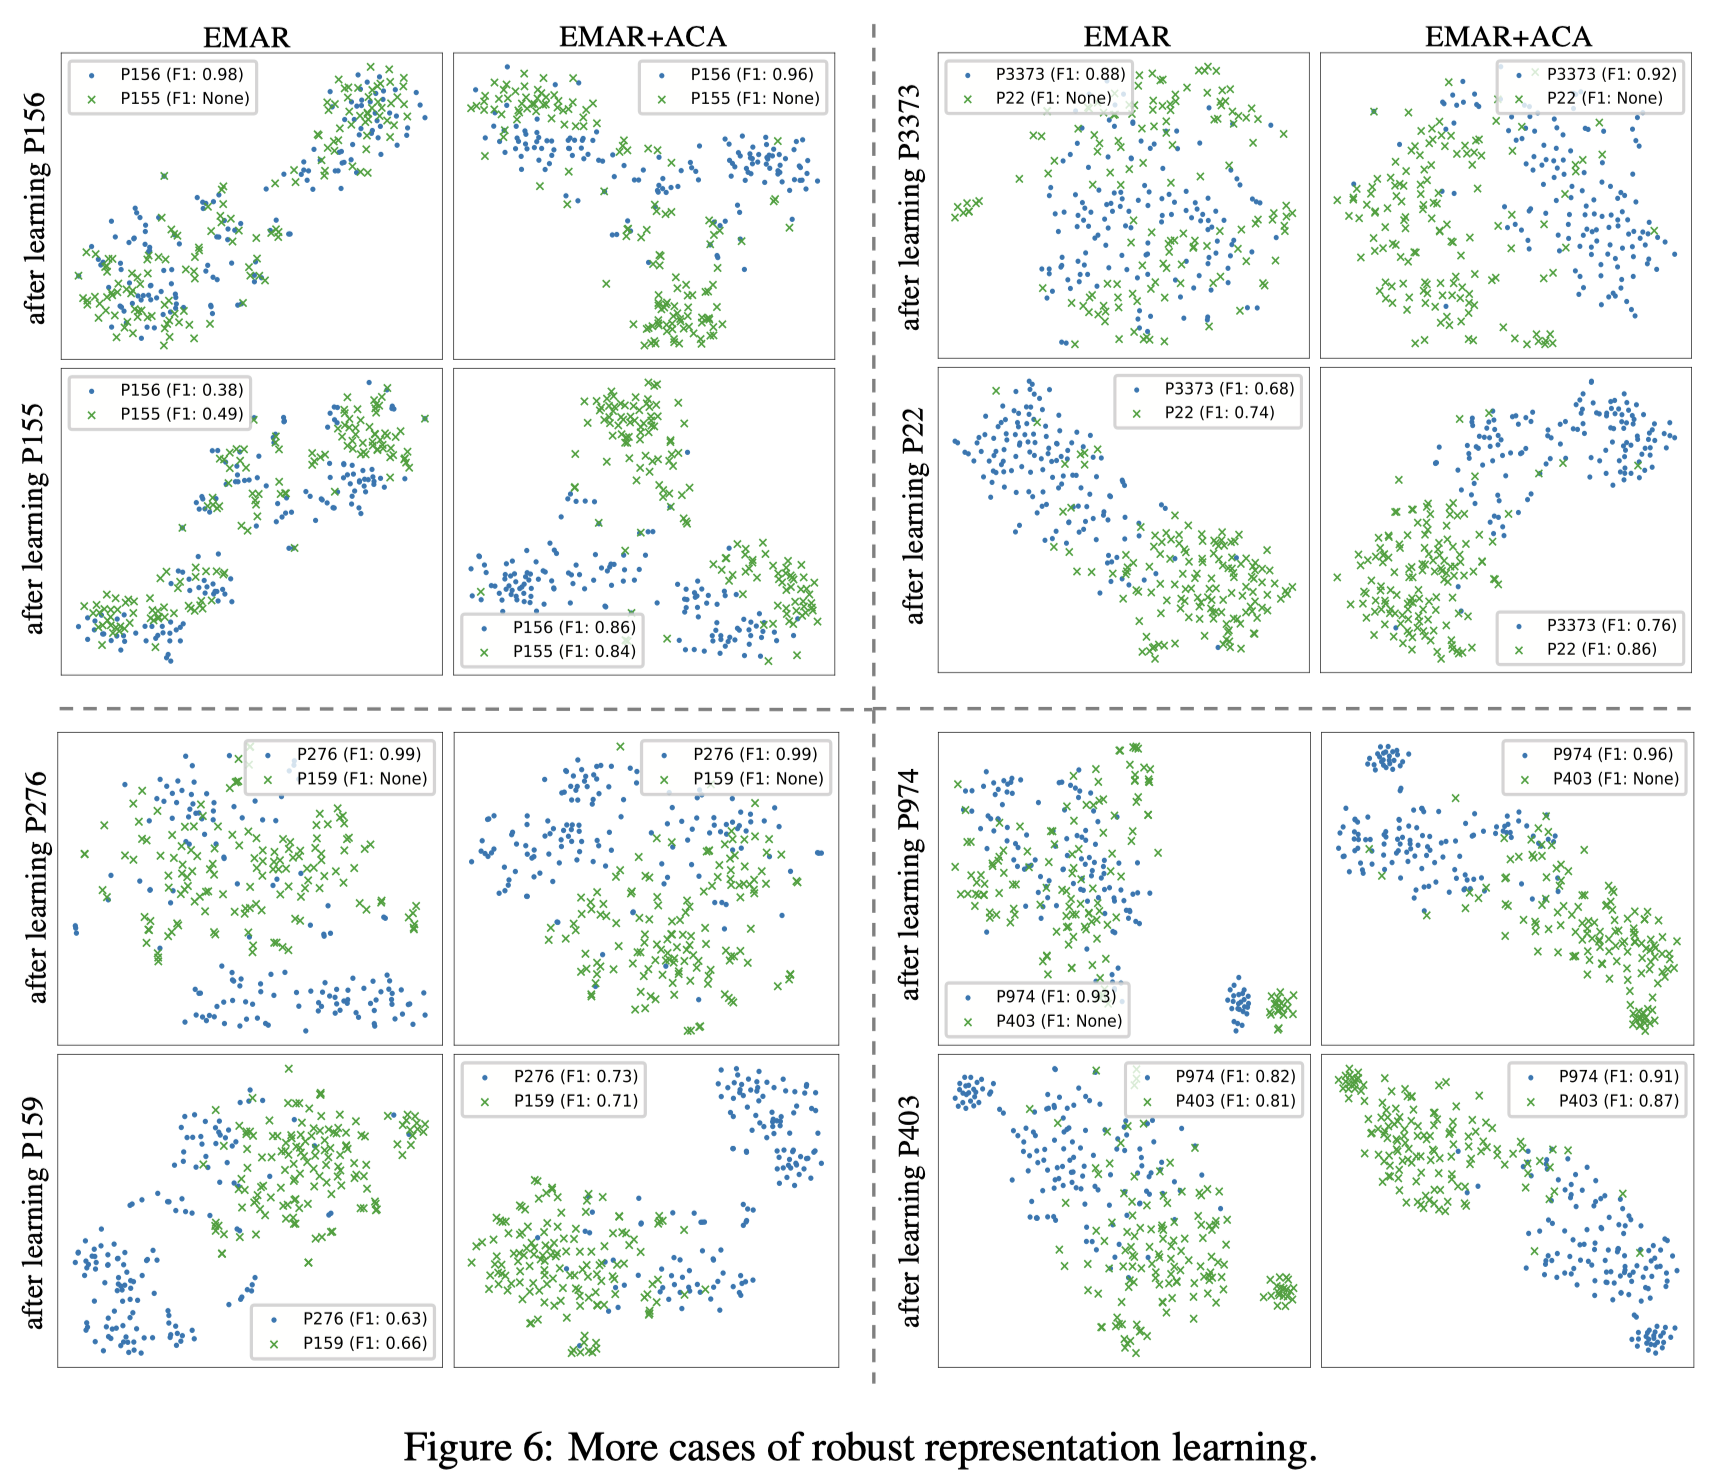 EMAR
EMAR+ACA
EMAR
EMAR+ACA
after learning P156
P156 (F1: 0.98)
P155 (F1: None)
P156 (F1: 0.96)
P155 (F1: None)
after learning P3373
P3373 (F1: 0.88)
P22 (F1: None)
P3373 (F1: 0.92)
P22 (F1: None)
after learning P155
P156 (F1: 0.38)
P155 (F1: 0.49)
P156 (F1: 0.86)
P155 (F1: 0.84)
after learning P22
P3373 (F1: 0.68)
P22 (F1: 0.74)
P3373 (F1: 0.76)
P22 (F1: 0.86)
after learning P276
P276 (F1: 0.99)
P159 (F1: None)
P276 (F1: 0.99)
P159 (F1: None)
after learning P974
P974 (F1: 0.93)
P403 (F1: None)
P974 (F1: 0.96)
P403 (F1: None)
after learning P159
P276 (F1: 0.63)
P159 (F1: 0.66)
P276 (F1: 0.73)
P159 (F1: 0.71)
after learning P403
P974 (F1: 0.82)
P403 (F1: 0.81)
P974 (F1: 0.91)
P403 (F1: 0.87)
Figure 6: More cases of robust representation learning.